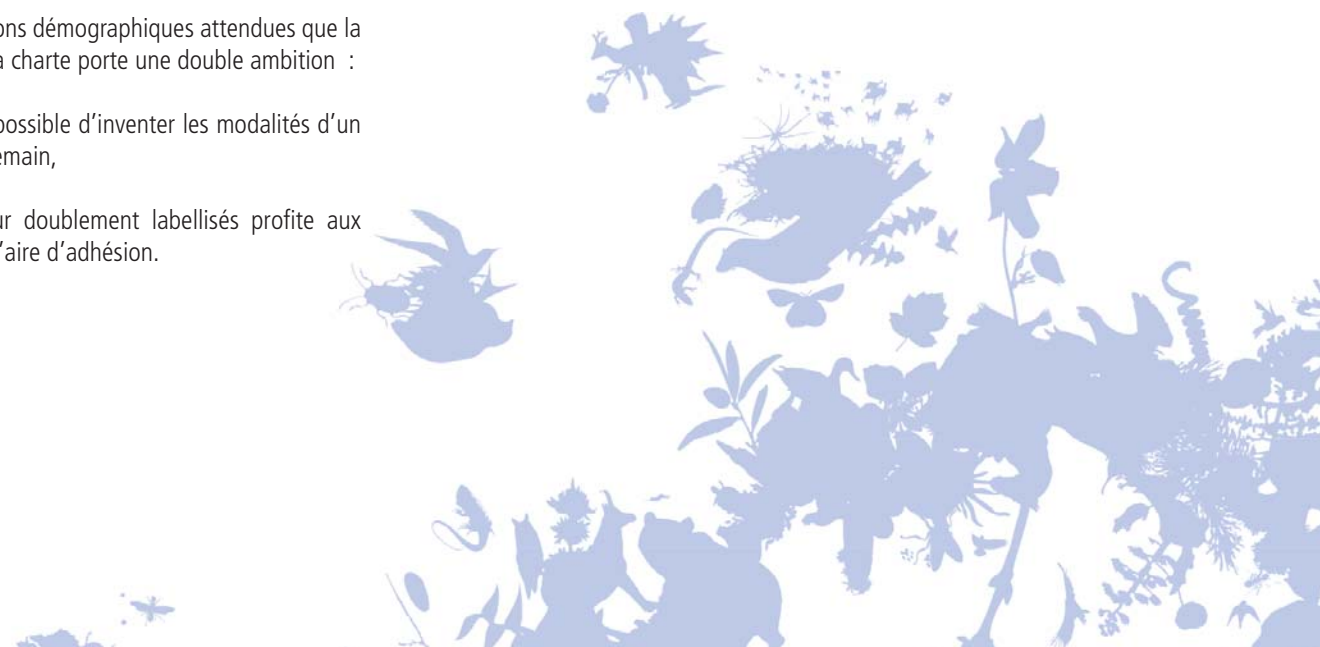 ons démographiques attendues que la
a charte porte une double ambition :
possible d'inventer les modalités d'un
emain,
ur doublement labellisés profite aux
'aire d'adhésion.